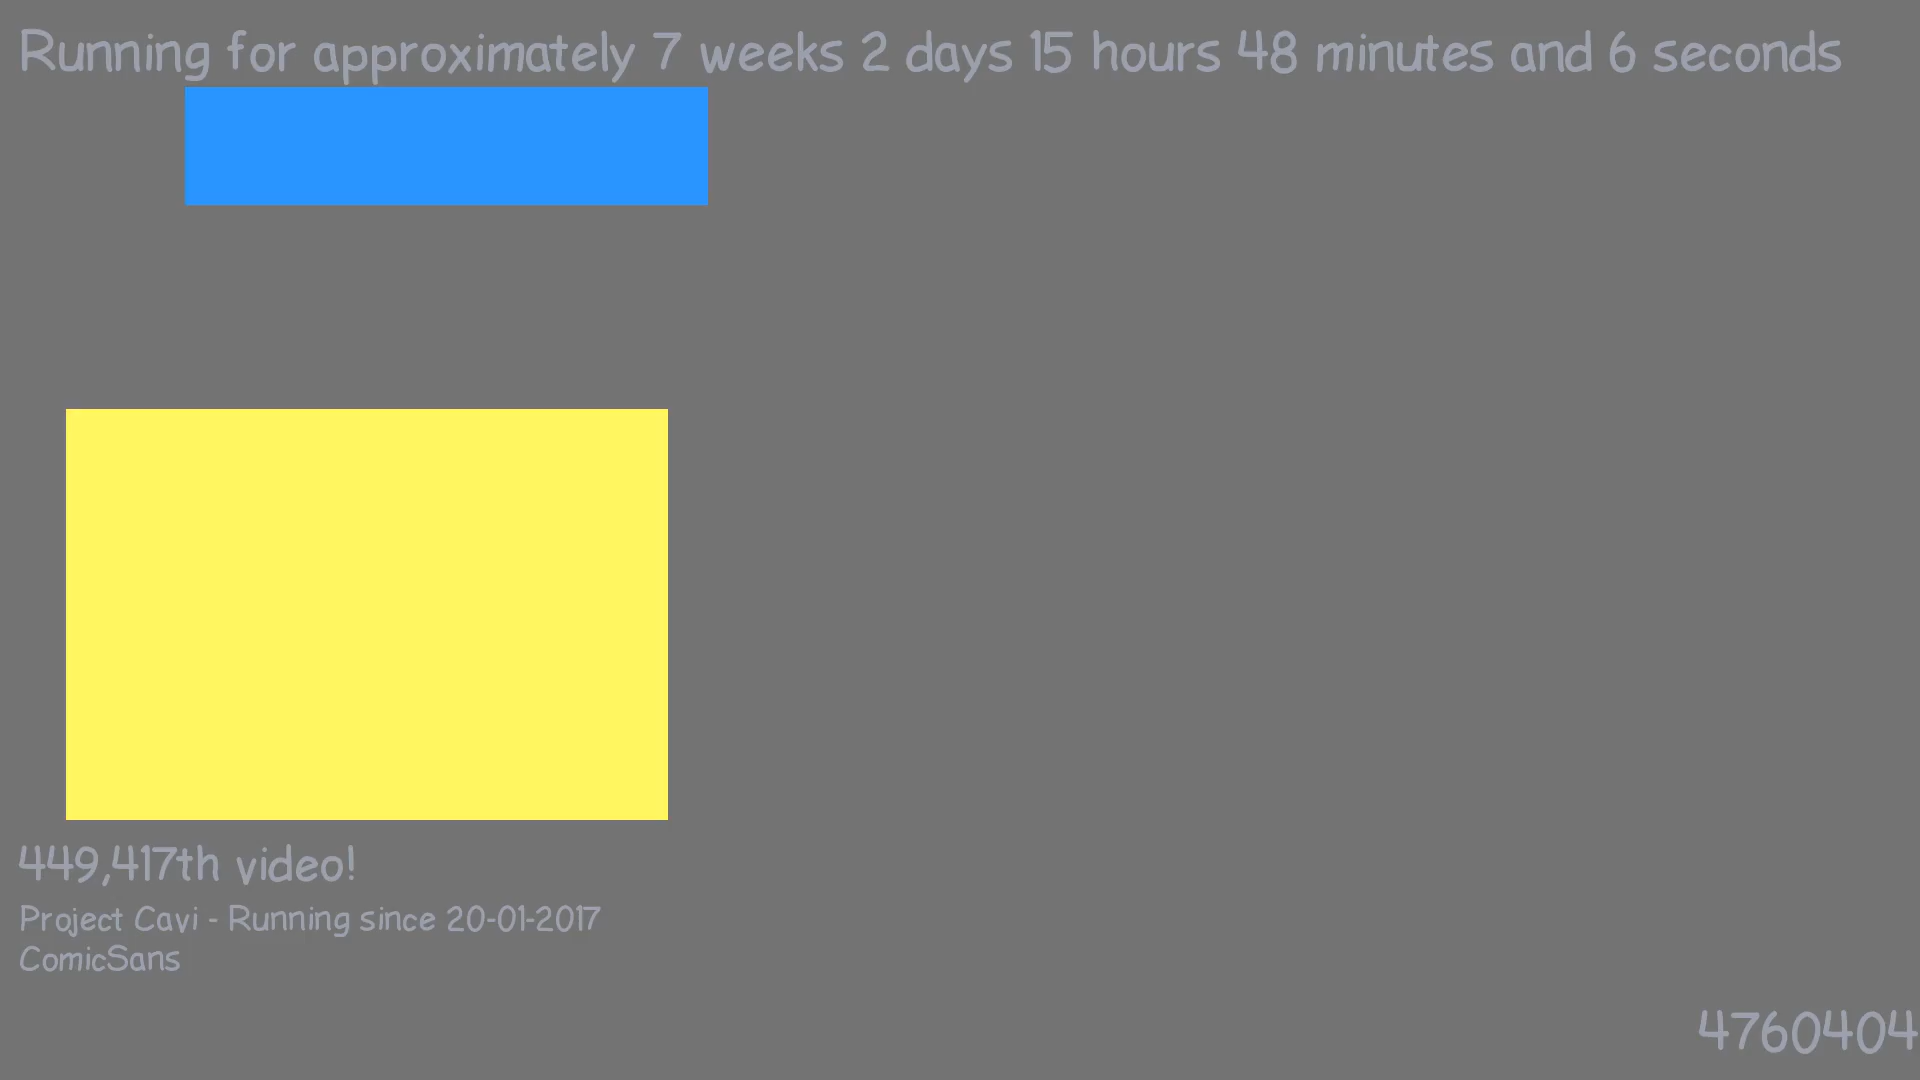 Running for approximately 7 weeks 2 days 15 hours 48 minutes and 6 seconds
449,417th video!
Project Cavi - Running since 20-01-2017
ComicSans
4760404